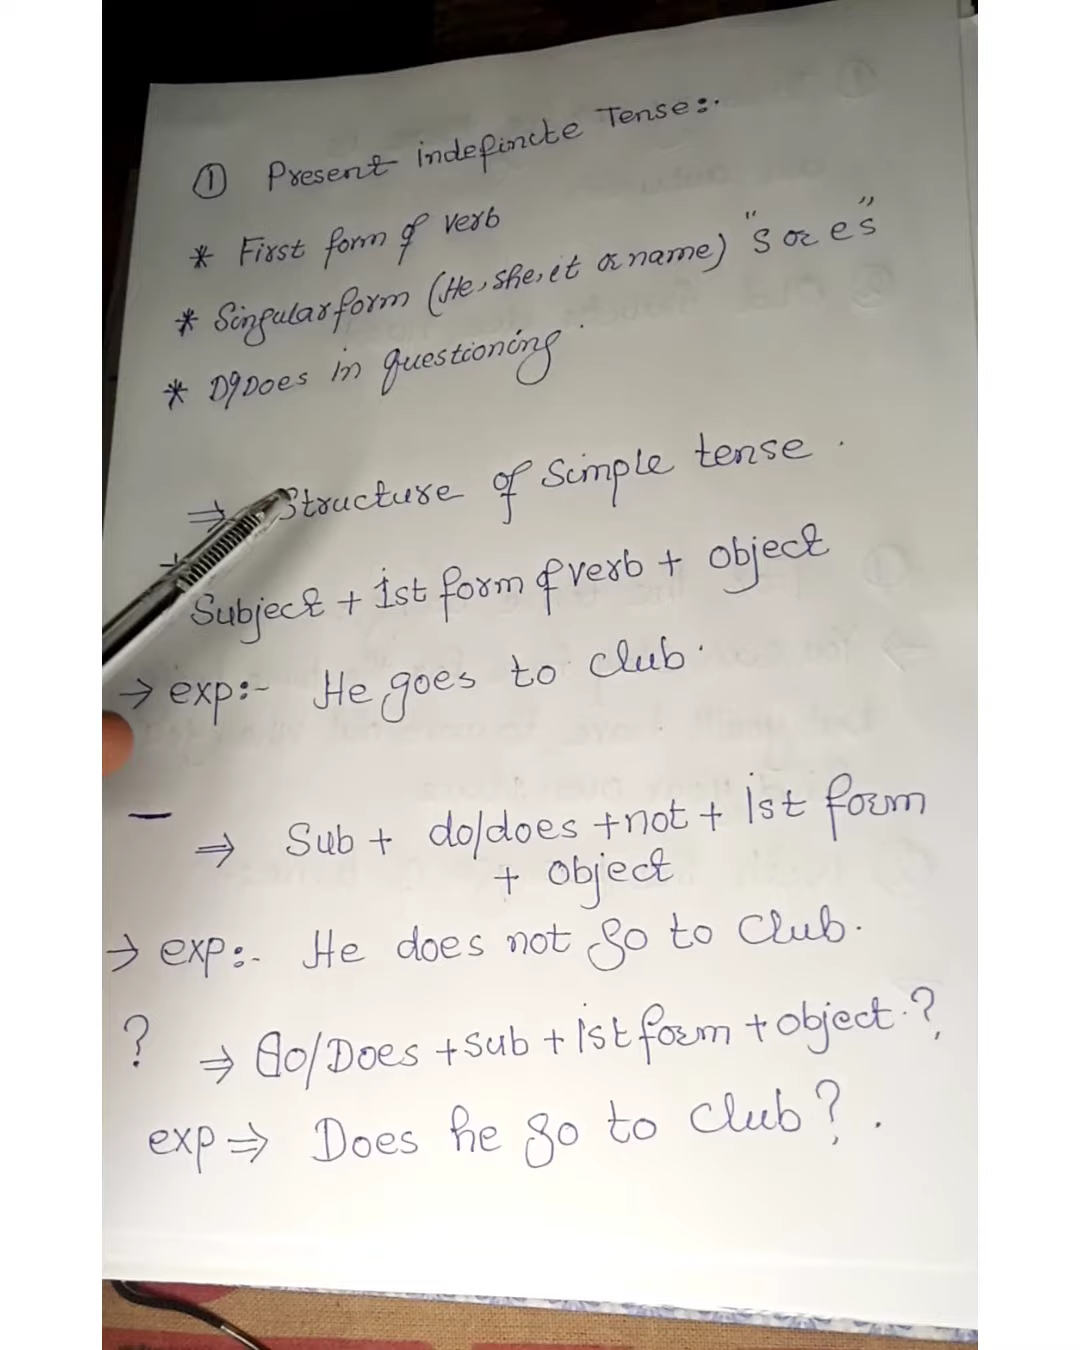 ① Present indefinite Tense:.
* First form of verb
* Singular form (He, she, it or name) "S or es"
* Do/Does in questioning.
⇒ Structure of Simple tense.
+
Subject + 1st form of verb + object
→ exp:- He goes to club.
— ⇒ Sub + do/does + not + 1st form
+ object
→ exp:- He does not go to club.
? ⇒ Do/Does + sub + 1st form + object.?
exp ⇒ Does he go to club?.